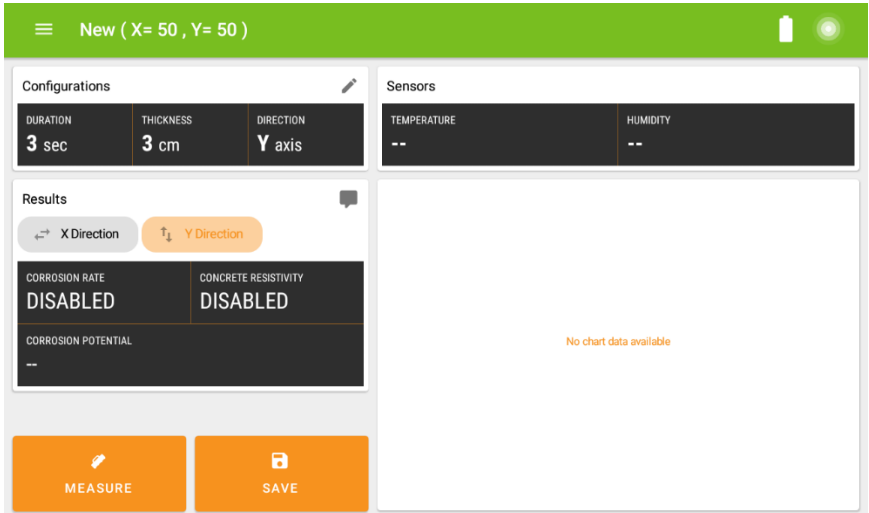 New ( X= 50 , Y= 50 )
Configurations
DURATION THICKNESS DIRECTION
3 sec 3 cm Y axis
Sensors
TEMPERATURE HUMIDITY
-- --
Results
X Direction Y Direction
CORROSION RATE CONCRETE RESISTIVITY
DISABLED DISABLED
CORROSION POTENTIAL
--
No chart data available
MEASURE SAVE